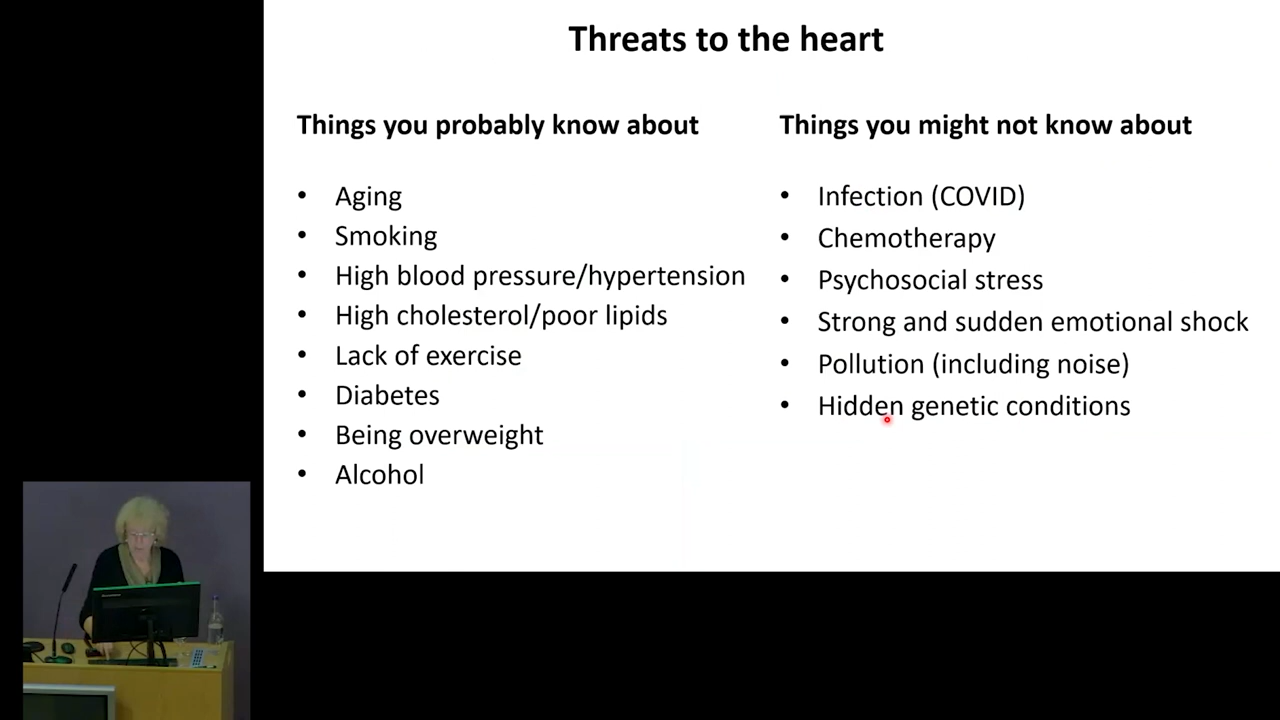 Threats to the heart
Things you probably know about
• Aging
• Smoking
• High blood pressure/hypertension
• High cholesterol/poor lipids
• Lack of exercise
• Diabetes
• Being overweight
• Alcohol
Things you might not know about
• Infection (COVID)
• Chemotherapy
• Psychosocial stress
• Strong and sudden emotional shock
• Pollution (including noise)
• Hidden genetic conditions